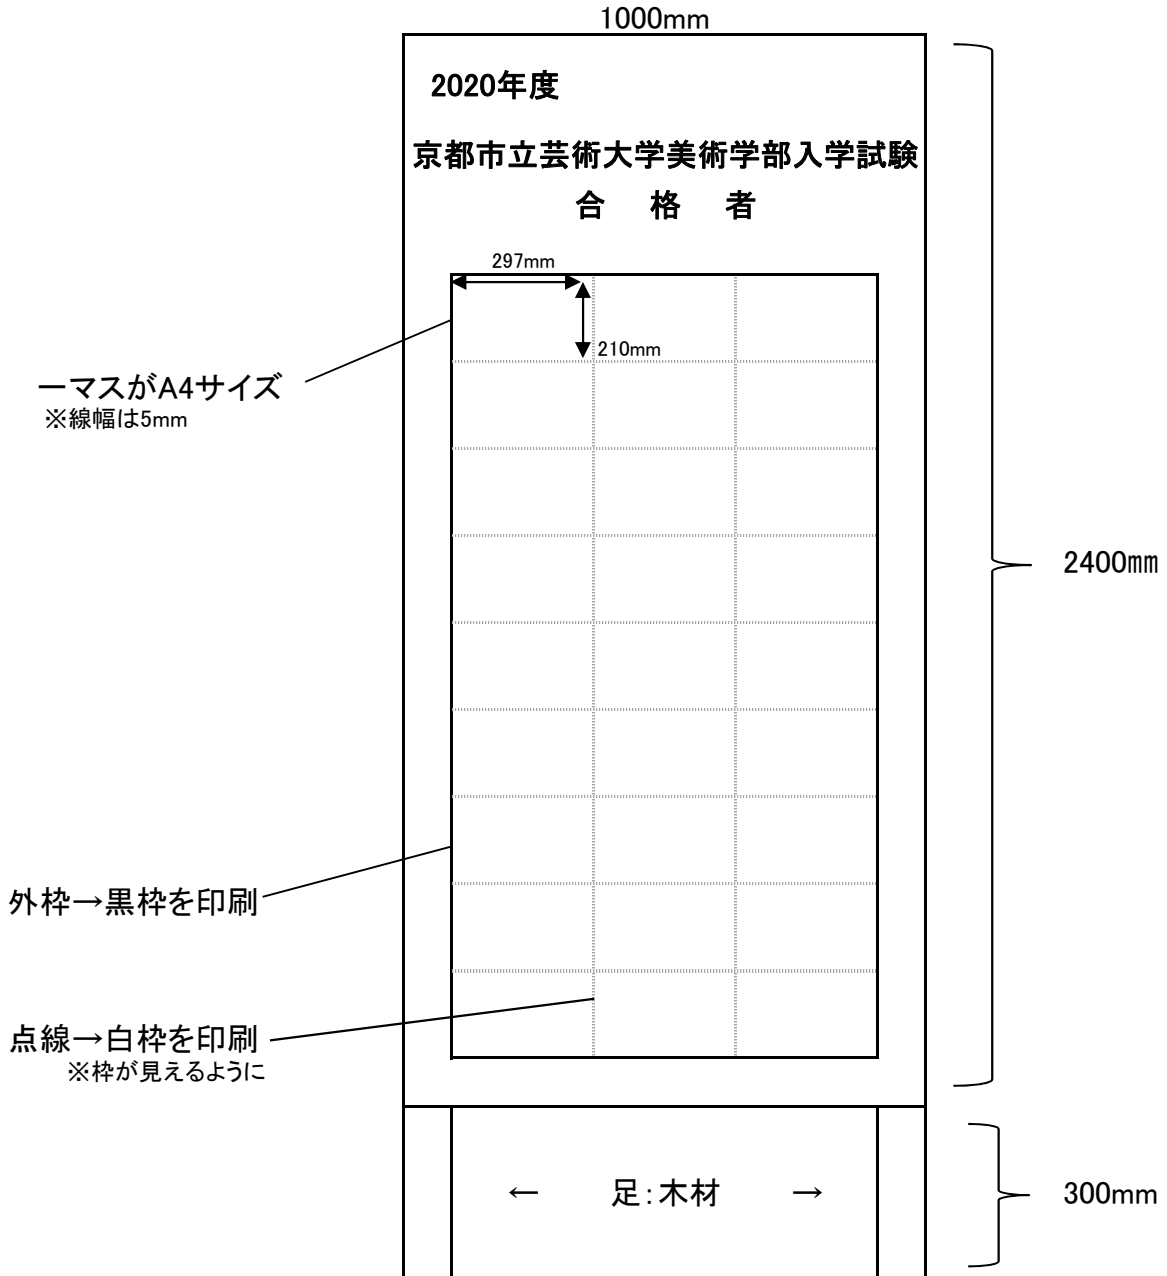 1000mm
2020年度
京都市立芸術大学美術学部入学試験
合 格 者
297mm
210mm
一マスがA4サイズ
※線幅は5mm
2400㎜
外枠→黒枠を印刷
点線→白枠を印刷
※枠が見えるように
← 足：木材 →
300mm